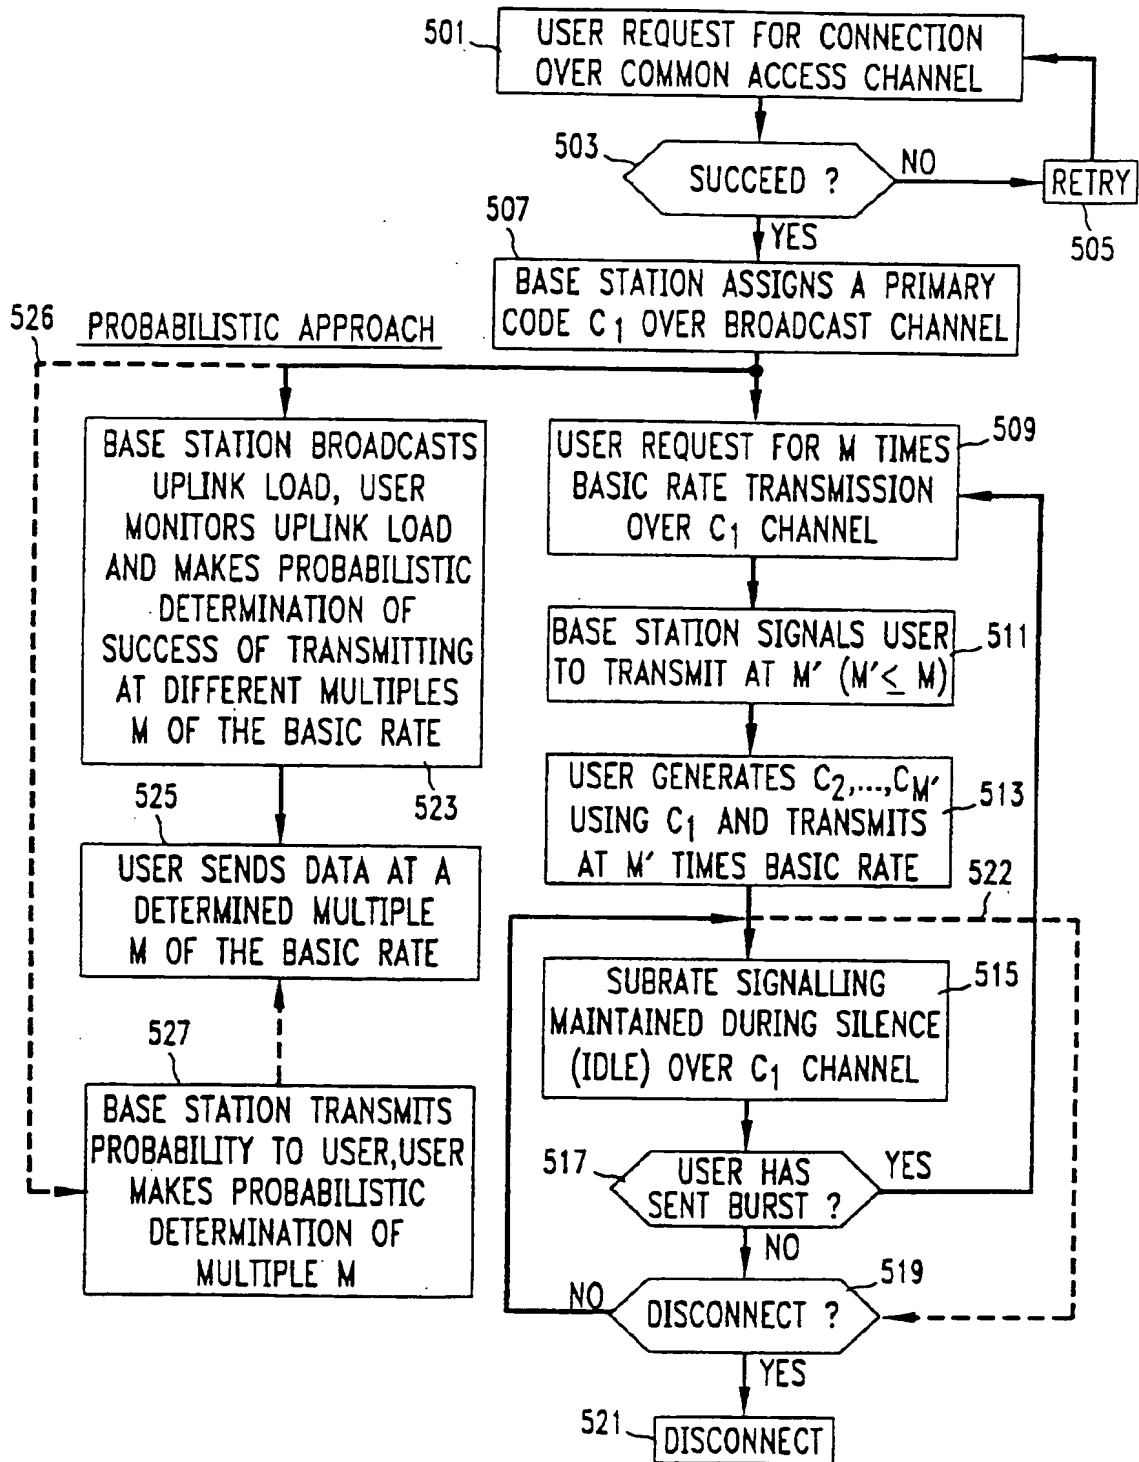 501
USER REQUEST FOR CONNECTION
OVER COMMON ACCESS CHANNEL
503
SUCCEED ?
NO
RETRY
505
YES
507
BASE STATION ASSIGNS A PRIMARY
CODE C1 OVER BROADCAST CHANNEL
526
PROBABILISTIC APPROACH
BASE STATION BROADCASTS
UPLINK LOAD, USER
MONITORS UPLINK LOAD
AND MAKES PROBABILISTIC
DETERMINATION OF
SUCCESS OF TRANSMITTING
AT DIFFERENT MULTIPLES
M OF THE BASIC RATE
523
525
USER SENDS DATA AT A
DETERMINED MULTIPLE
M OF THE BASIC RATE
527
BASE STATION TRANSMITS
PROBABILITY TO USER,USER
MAKES PROBABILISTIC
DETERMINATION OF
MULTIPLE M
USER REQUEST FOR M TIMES
BASIC RATE TRANSMISSION
OVER C1 CHANNEL
509
BASE STATION SIGNALS USER
TO TRANSMIT AT M' (M'≤ M)
511
USER GENERATES C2,...,CM'
USING C1 AND TRANSMITS
AT M' TIMES BASIC RATE
513
522
SUBRATE SIGNALLING
MAINTAINED DURING SILENCE
(IDLE) OVER C1 CHANNEL
515
517
USER HAS
SENT BURST ?
YES
NO
519
DISCONNECT ?
NO
YES
521
DISCONNECT